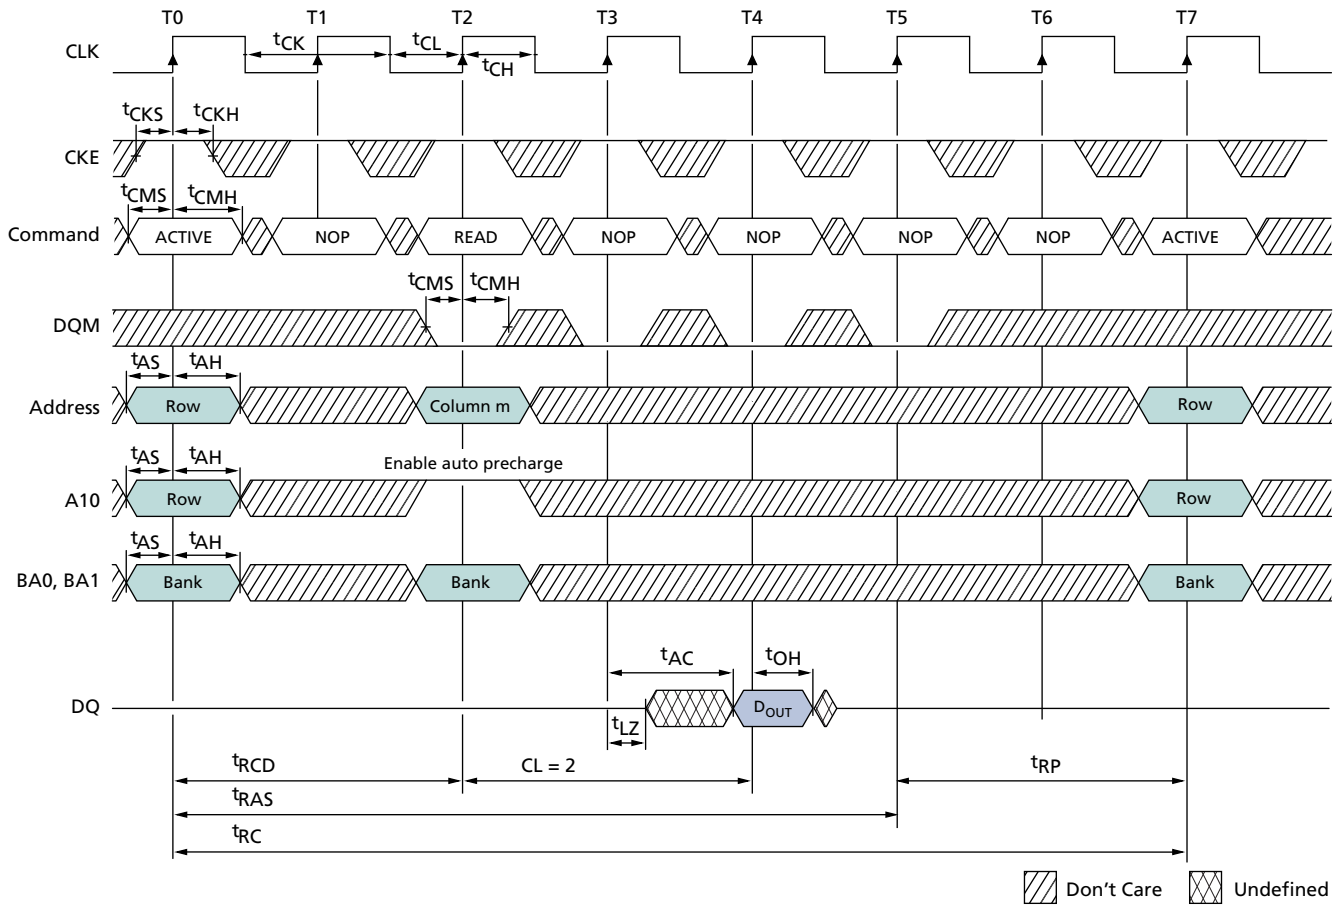 T0 T1 T2 T3 T4 T5 T6 T7
CLK tCK tCL tCH
tCKS tCKH
CKE
tCMS tCMH
Command ACTIVE NOP READ NOP NOP NOP NOP ACTIVE
tCMS tCMH
DQM
tAS tAH
Address Row Column m Row
tAS tAH Enable auto precharge
A10 Row Row
tAS tAH
BA0, BA1 Bank Bank Bank
tAC tOH
DQ DOUT
tLZ
tRCD CL = 2 tRP
tRAS
tRC
Don't Care Undefined